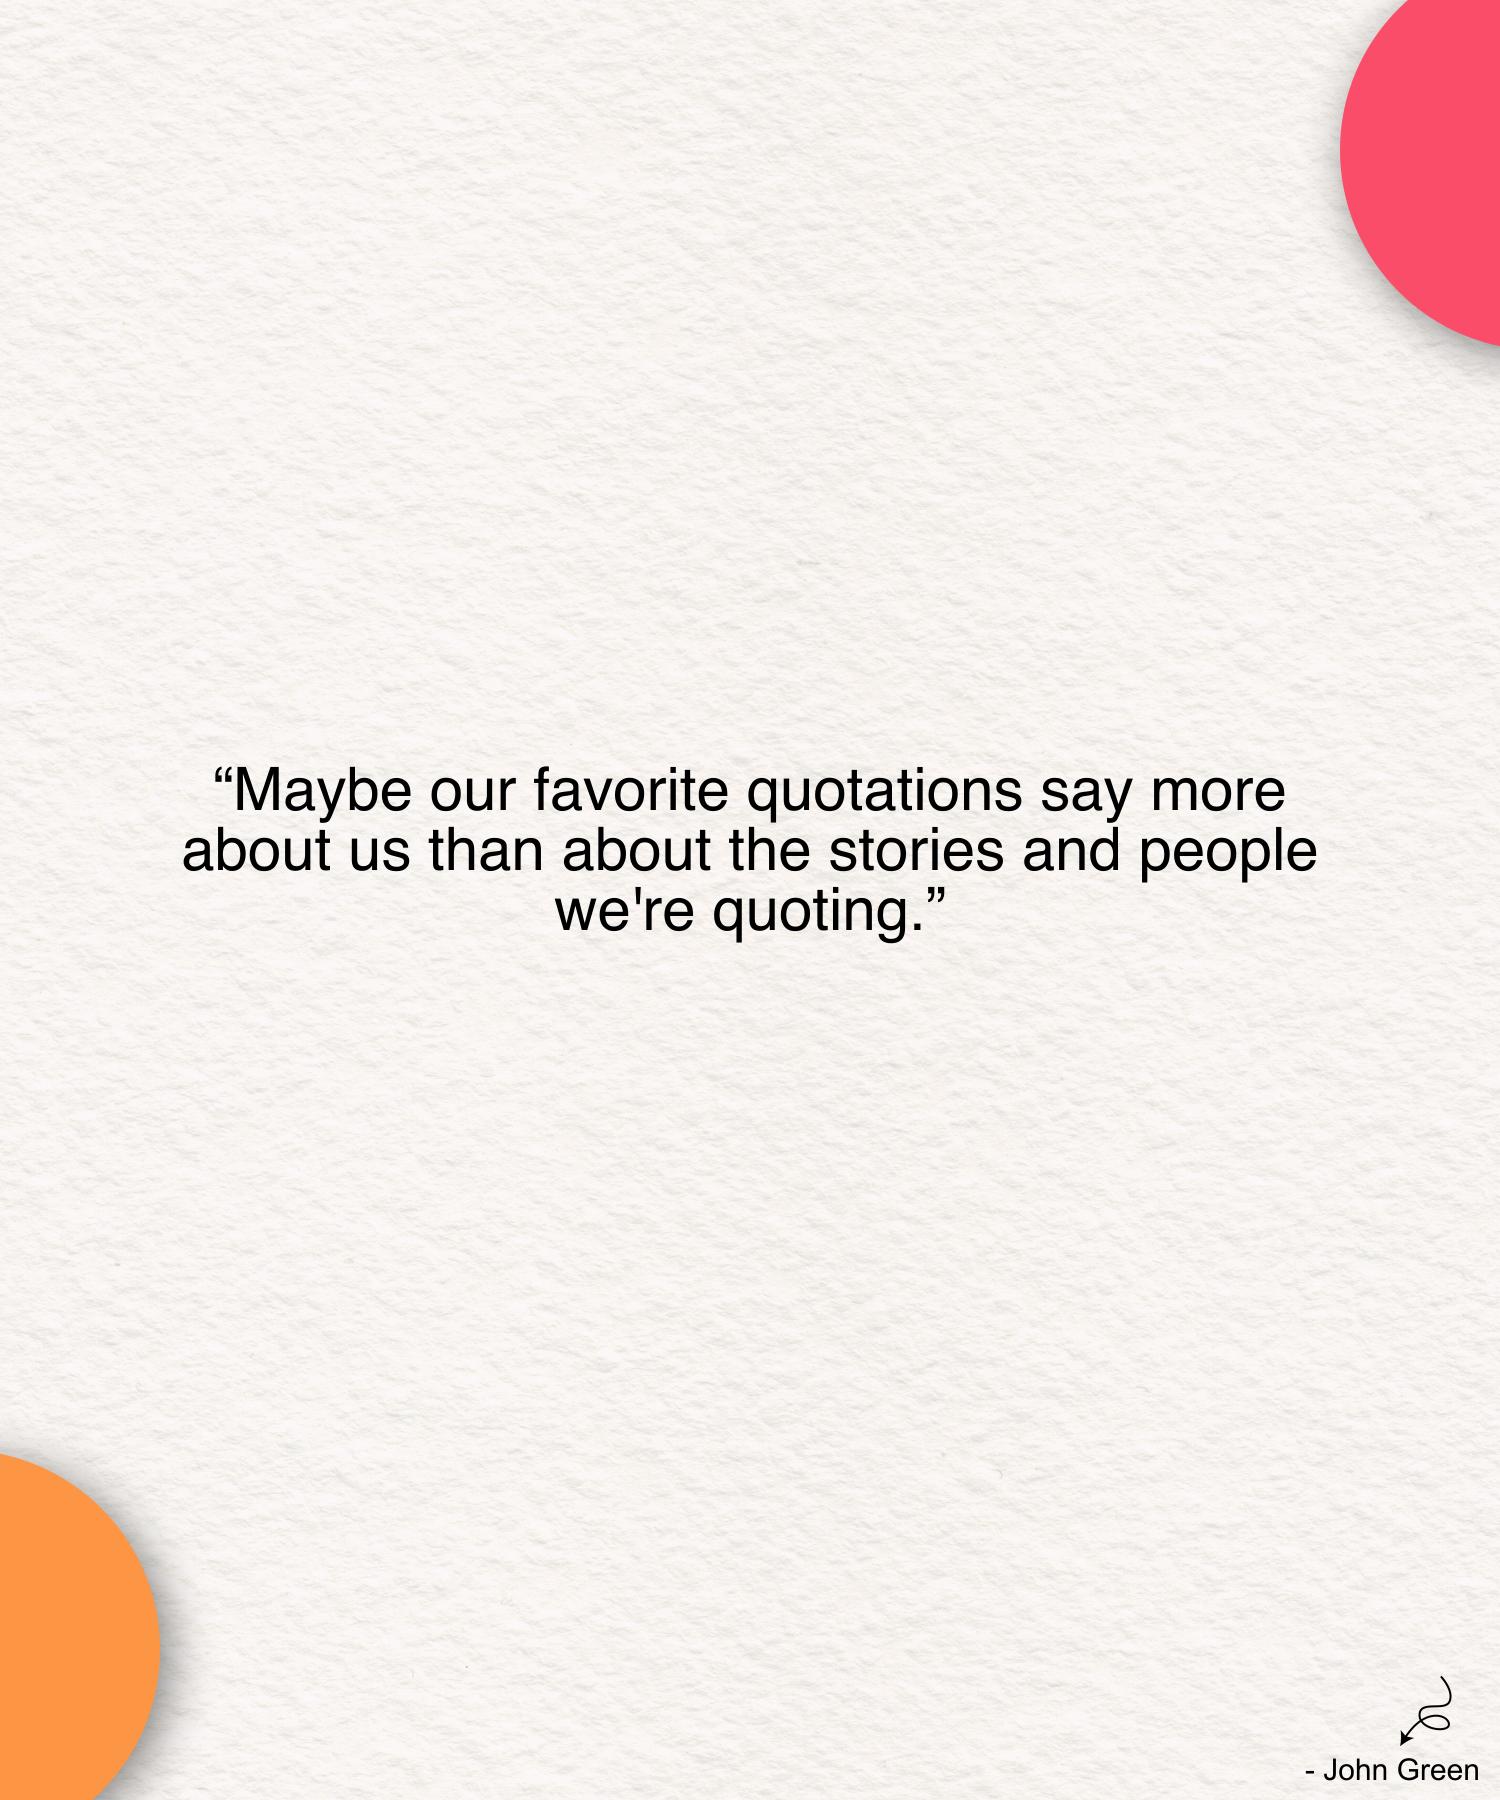 “Maybe our favorite quotations say more
about us than about the stories and people
we're quoting.”
- John Green